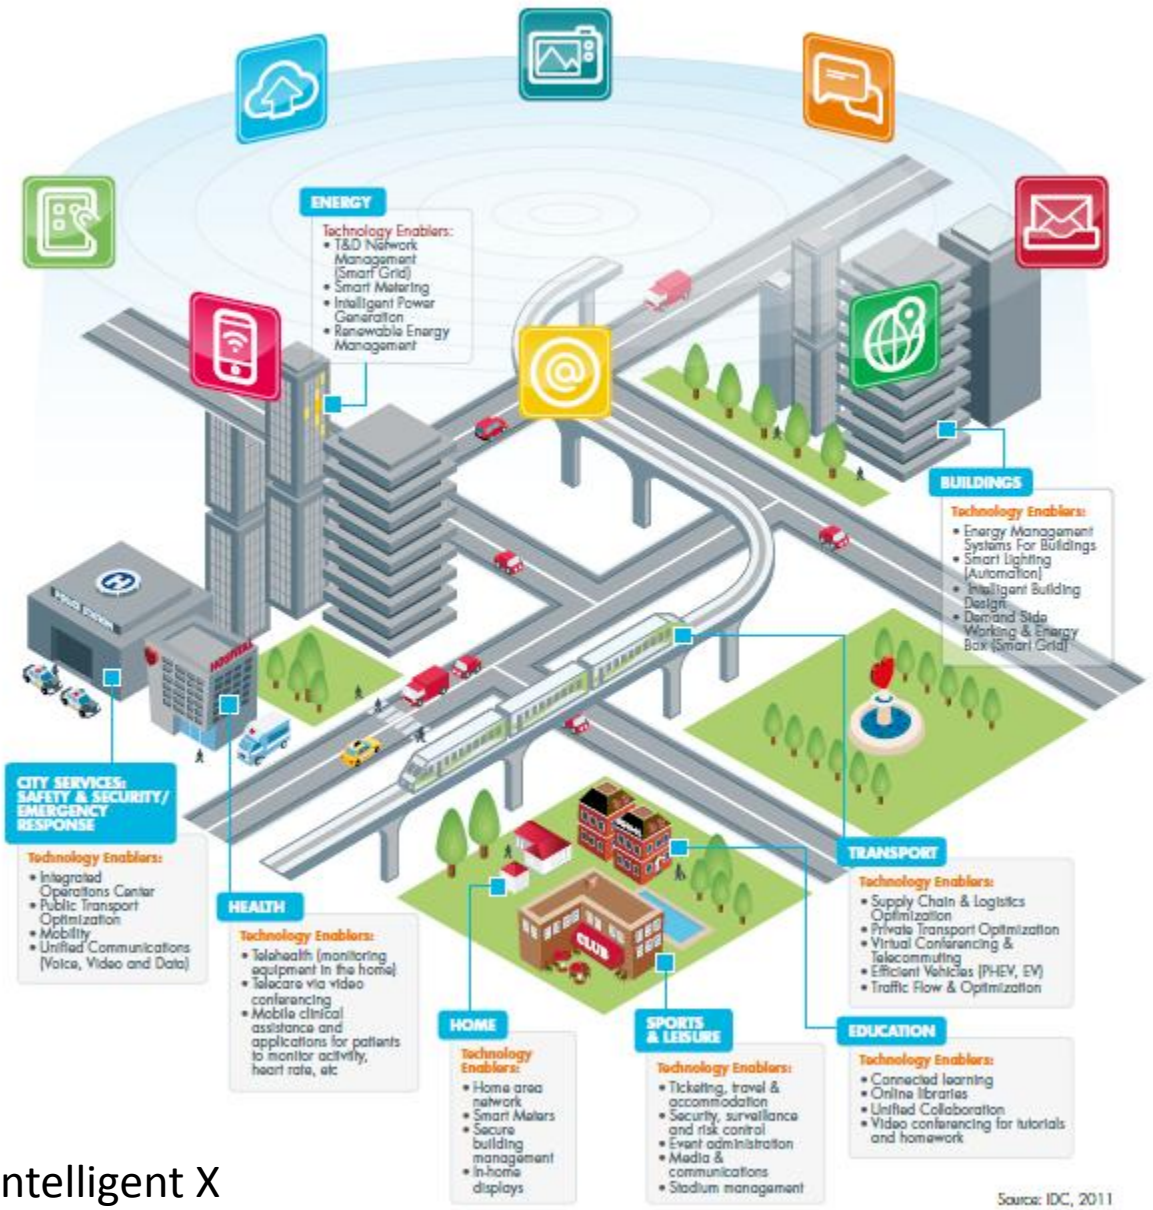 ENERGY
Technology Enablers:
• T&D Network
Management
(Smart Grid)
• Smart Metering
• Intelligent Power
Generation
• Renewable Energy
Management
BUILDINGS
Technology Enablers:
• Energy Management
Systems For Buildings
• Smart Lighting
(Automation)
• Intelligent Building
Design
• Demand Side
Working & Energy
Box (Smart Grid)
H
POLICE STATION
HOSPITAL
CITY SERVICES:
SAFETY & SECURITY/
EMERGENCY
RESPONSE
Technology Enablers:
• Integrated
Operations Center
• Public Transport
Optimization
• Mobility
• Unified Communications
(Voice, Video and Data)
HEALTH
Technology Enablers:
• Telehealth (monitoring
equipment in the home)
• Telecare via video
conferencing
• Mobile clinical
assistance and
applications for patients
to monitor activity,
heart rate, etc
CLUB
HOME
Technology
Enablers:
• Home area
network
• Smart Meters
• Secure
building
management
• In-home
displays
SPORTS
& LEISURE
Technology Enablers:
• Ticketing, travel &
accommodation
• Security, surveillance
and risk control
• Event administration
• Media &
communications
• Stadium management
TRANSPORT
Technology Enablers:
• Supply Chain & Logistics
Optimization
• Private Transport Optimization
• Virtual Conferencing &
Telecommuting
• Efficient Vehicles (PHEV, EV)
• Traffic Flow & Optimization
EDUCATION
Technology Enablers:
• Connected learning
• Online libraries
• Unified Collaboration
• Video conferencing for tutorials
and homework
ntelligent X
Source: IDC, 2011